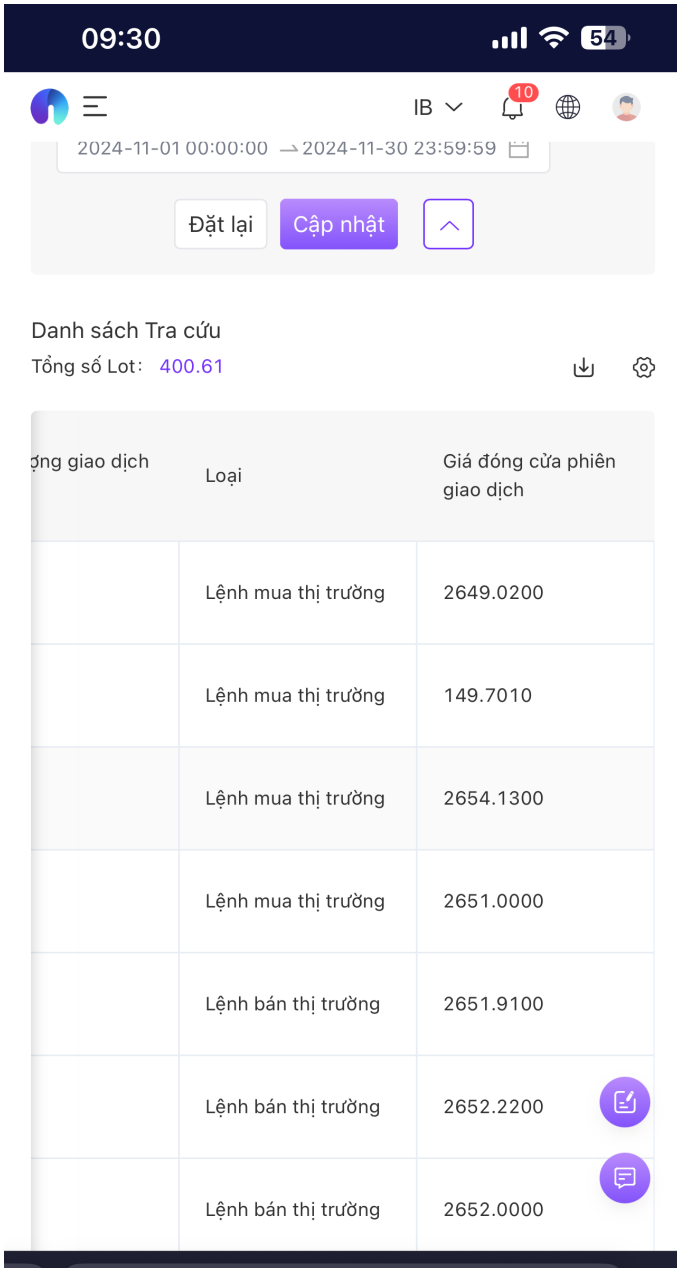 09:30
54
IB
10
2024-11-01 00:00:00 → 2024-11-30 23:59:59
Đặt lại
Cập nhật
Danh sách Tra cứu
Tổng số Lot: 400.61
ợng giao dịch
Loại
Giá đóng cửa phiên
giao dịch
Lệnh mua thị trường 2649.0200
Lệnh mua thị trường 149.7010
Lệnh mua thị trường 2654.1300
Lệnh mua thị trường 2651.0000
Lệnh bán thị trường 2651.9100
Lệnh bán thị trường 2652.2200
Lệnh bán thị trường 2652.0000